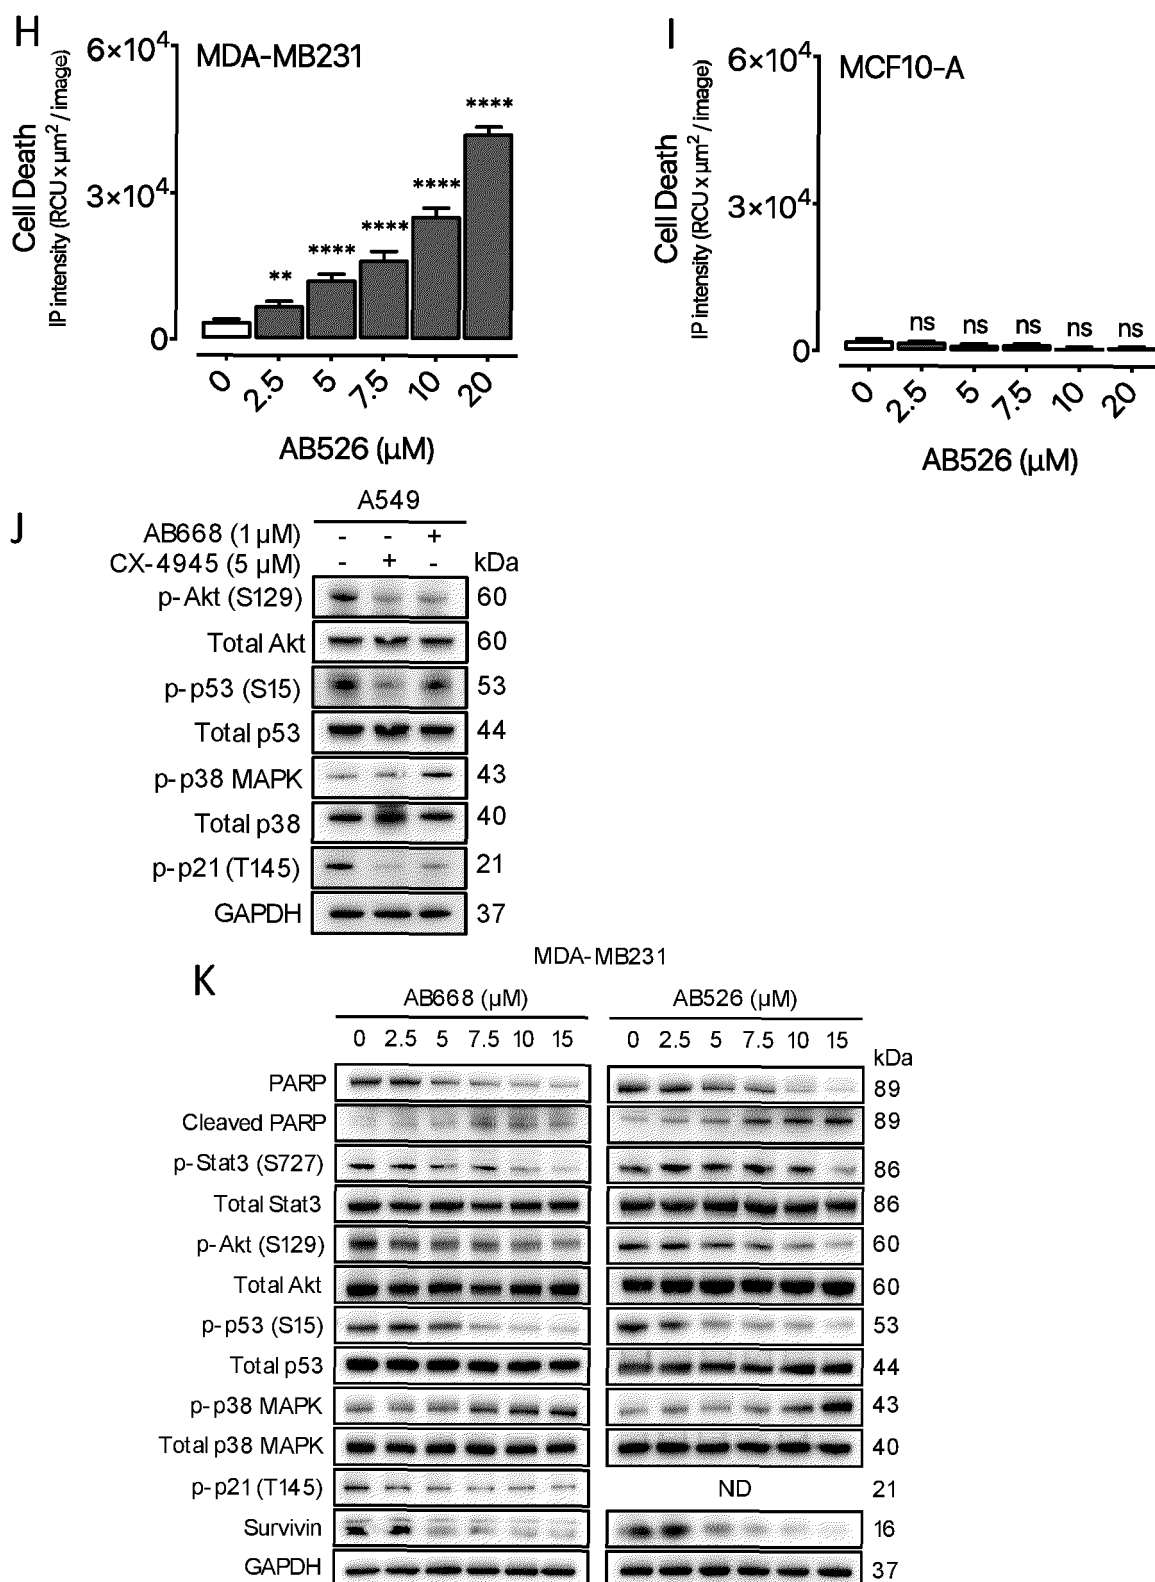 H
MDA-MB231
Cell Death
IP intensity (RCU x µm² / image)
6×10⁴
3×10⁴
0
**
****
****
****
****
0 2.5 5 7.5 10 20
AB526 (µM)
I
MCF10-A
Cell Death
IP intensity (RCU x µm² / image)
6×10⁴
3×10⁴
0
ns ns ns ns ns
0 2.5 5 7.5 10 20
AB526 (µM)
J
A549
AB668 (1 µM) - - +
CX-4945 (5 µM) - + - kDa
p-Akt (S129) 60
Total Akt 60
p-p53 (S15) 53
Total p53 44
p-p38 MAPK 43
Total p38 40
p-p21 (T145) 21
GAPDH 37
K
MDA-MB231
AB668 (µM) AB526 (µM)
0 2.5 5 7.5 10 15 0 2.5 5 7.5 10 15
kDa
PARP 89
Cleaved PARP 89
p-Stat3 (S727) 86
Total Stat3 86
p-Akt (S129) 60
Total Akt 60
p-p53 (S15) 53
Total p53 44
p-p38 MAPK 43
Total p38 MAPK 40
p-p21 (T145) ND 21
Survivin 16
GAPDH 37